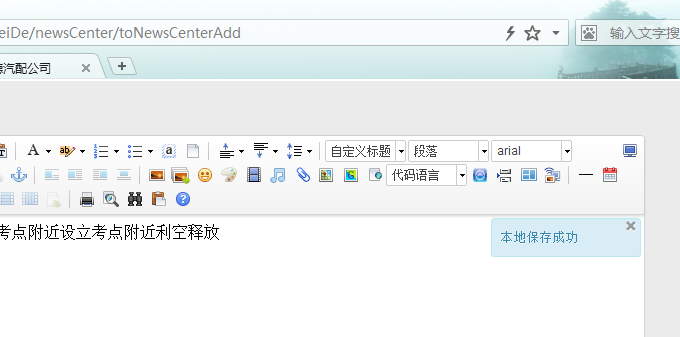 eiDe/newsCenter/toNewsCenterAdd
输入文字搜
汽配公司
自定义标题
段落
arial
代码语言
考点附近设立考点附近利空释放
本地保存成功